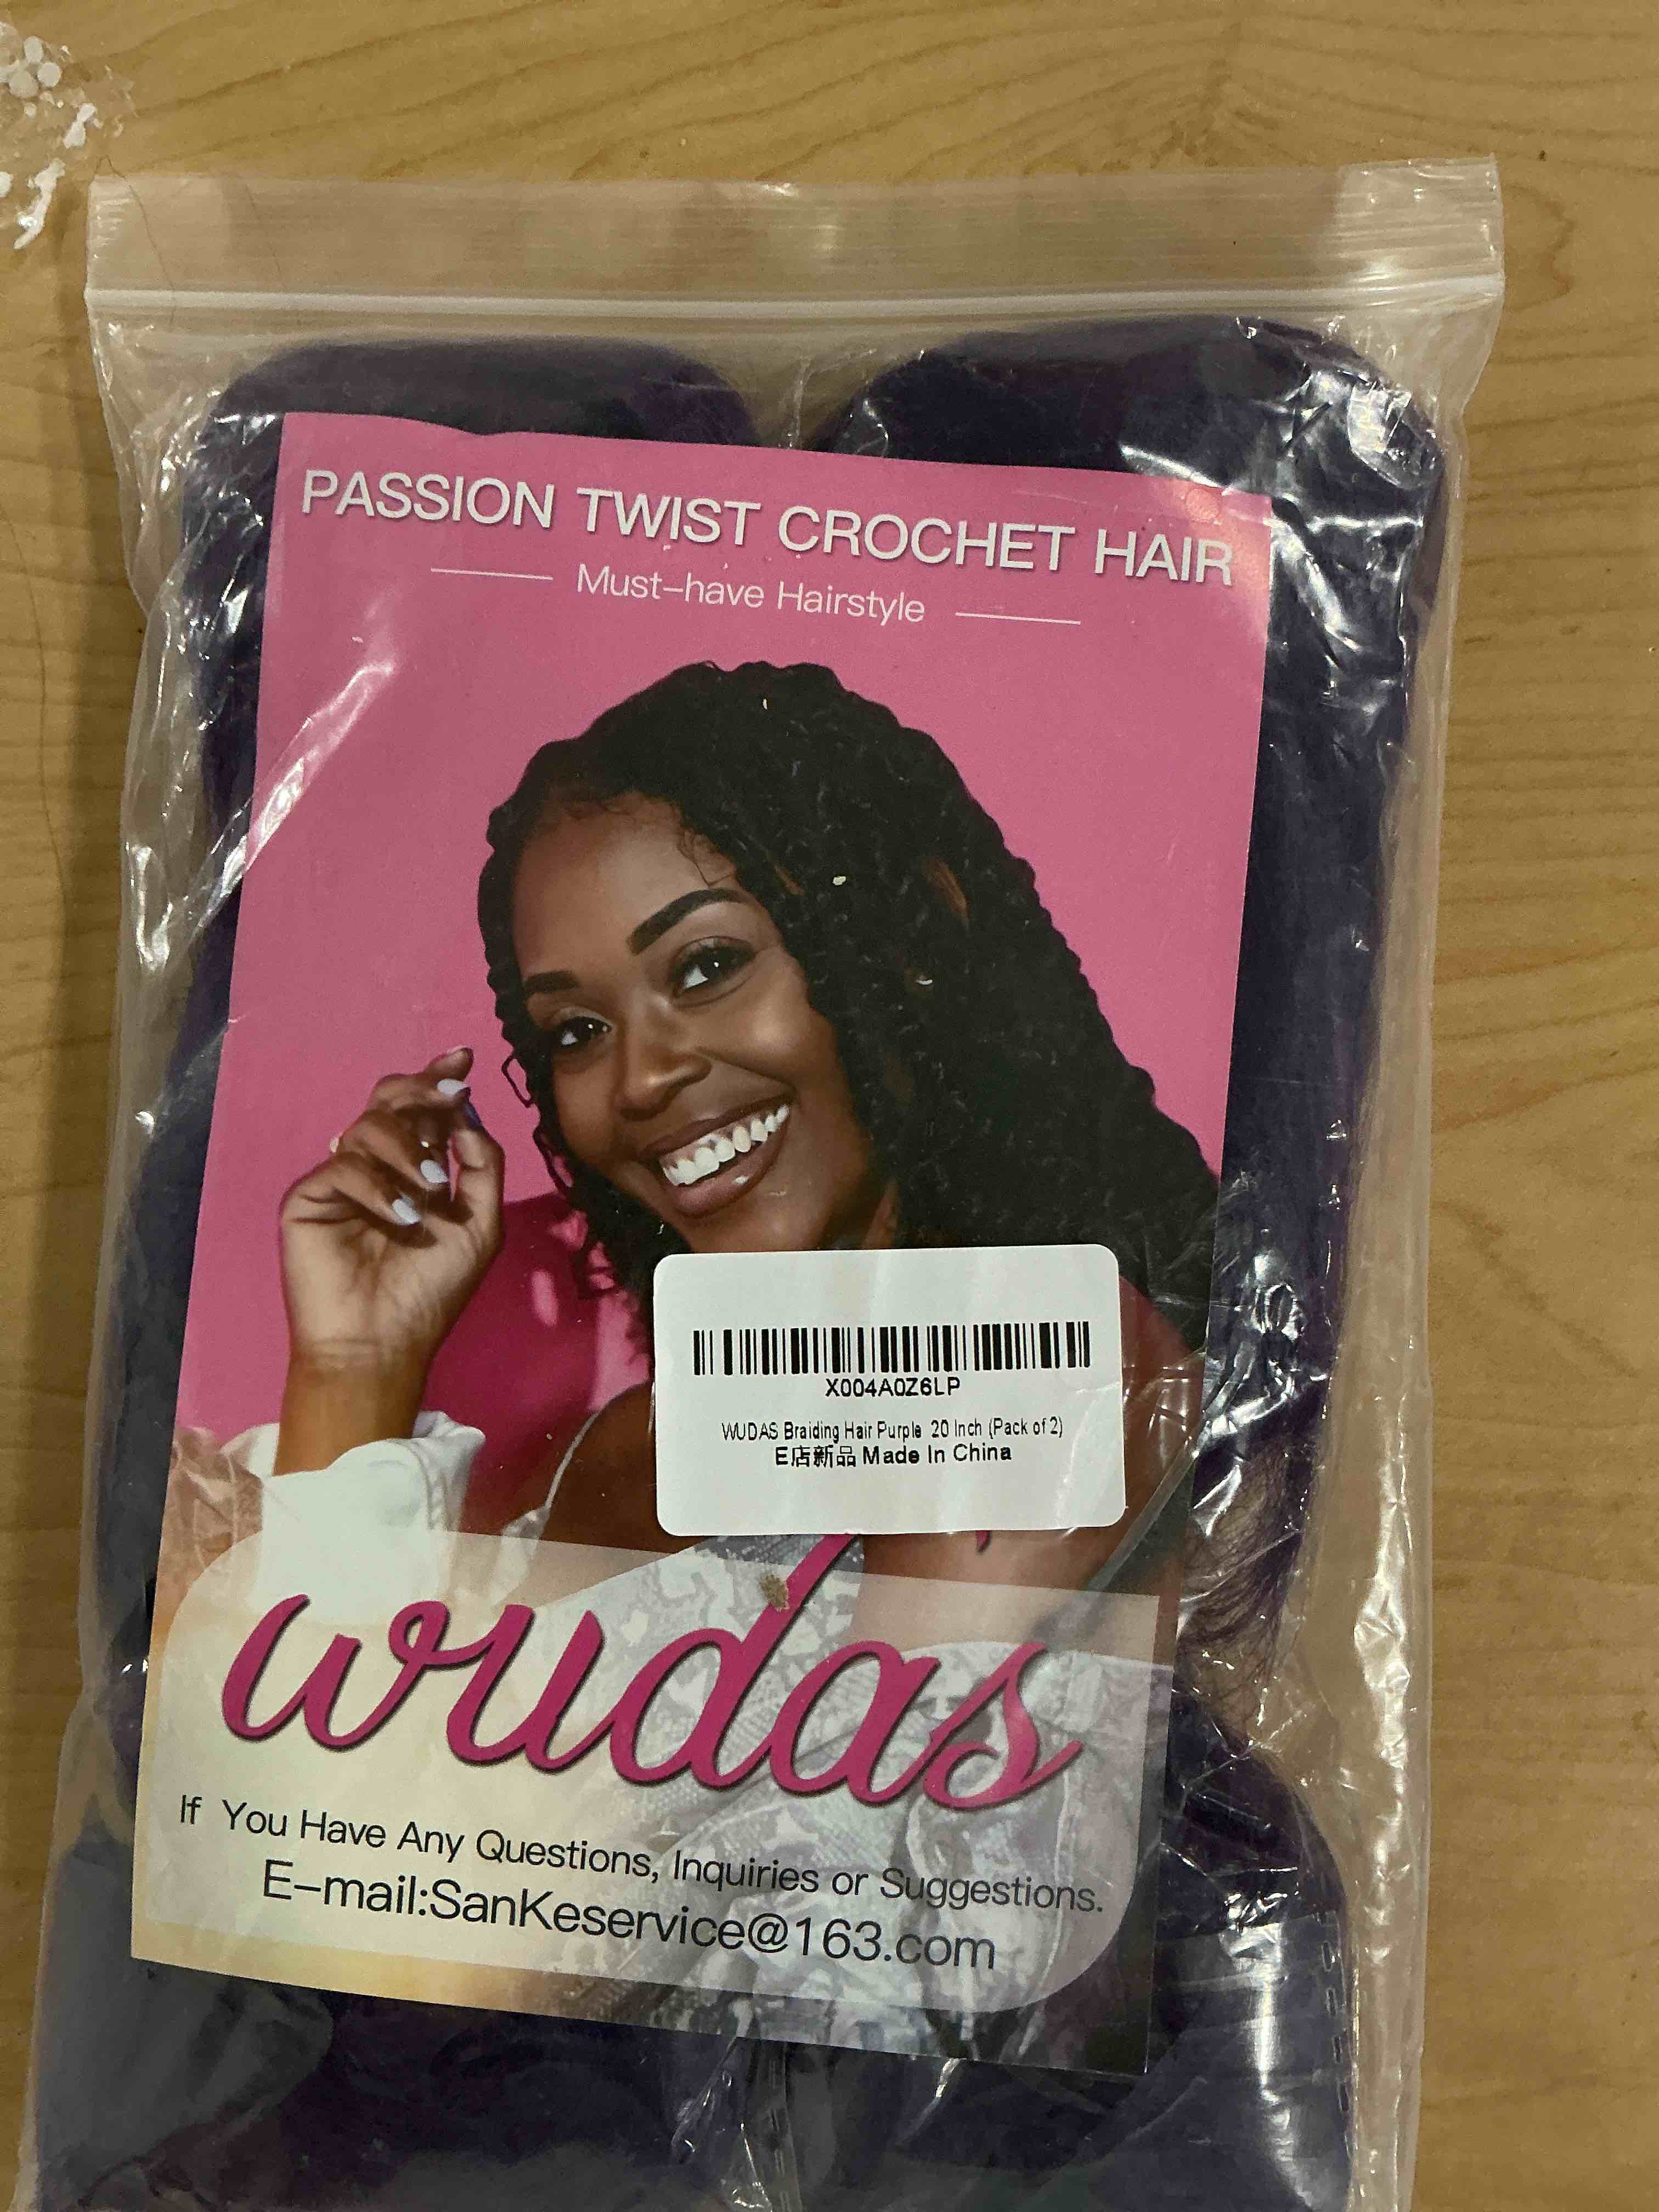 PASSION TWIST CROCHET HAIR
Must-have Hairstyle
X004A0Z6LP
WUDAS Braiding Hair Purple 20 Inch (Pack of 2)
E店新品 Made In China
wudas
If You Have Any Questions, Inquiries or Suggestions.
E-mail:SanKeservice@163.com